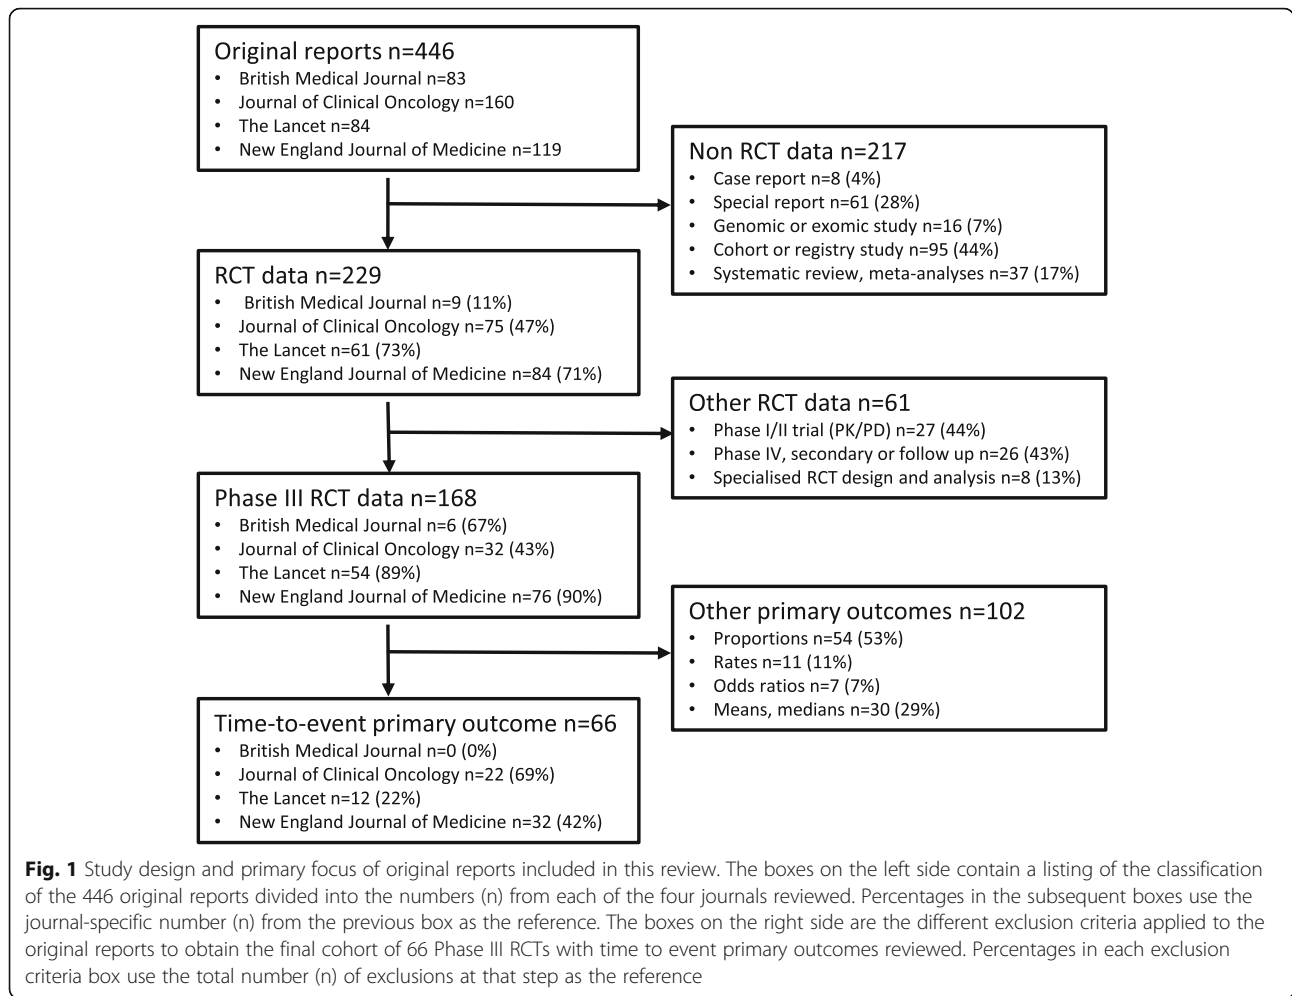 Original reports n=446
• British Medical Journal n=83
• Journal of Clinical Oncology n=160
• The Lancet n=84
• New England Journal of Medicine n=119
Non RCT data n=217
• Case report n=8 (4%)
• Special report n=61 (28%)
• Genomic or exomic study n=16 (7%)
• Cohort or registry study n=95 (44%)
• Systematic review, meta-analyses n=37 (17%)
RCT data n=229
• British Medical Journal n=9 (11%)
• Journal of Clinical Oncology n=75 (47%)
• The Lancet n=61 (73%)
• New England Journal of Medicine n=84 (71%)
Other RCT data n=61
• Phase I/II trial (PK/PD) n=27 (44%)
• Phase IV, secondary or follow up n=26 (43%)
• Specialised RCT design and analysis n=8 (13%)
Phase III RCT data n=168
• British Medical Journal n=6 (67%)
• Journal of Clinical Oncology n=32 (43%)
• The Lancet n=54 (89%)
• New England Journal of Medicine n=76 (90%)
Other primary outcomes n=102
• Proportions n=54 (53%)
• Rates n=11 (11%)
• Odds ratios n=7 (7%)
• Means, medians n=30 (29%)
Time-to-event primary outcome n=66
• British Medical Journal n=0 (0%)
• Journal of Clinical Oncology n=22 (69%)
• The Lancet n=12 (22%)
• New England Journal of Medicine n=32 (42%)
Fig. 1 Study design and primary focus of original reports included in this review. The boxes on the left side contain a listing of the classification
of the 446 original reports divided into the numbers (n) from each of the four journals reviewed. Percentages in the subsequent boxes use the
journal-specific number (n) from the previous box as the reference. The boxes on the right side are the different exclusion criteria applied to the
original reports to obtain the final cohort of 66 Phase III RCTs with time to event primary outcomes reviewed. Percentages in each exclusion
criteria box use the total number (n) of exclusions at that step as the reference